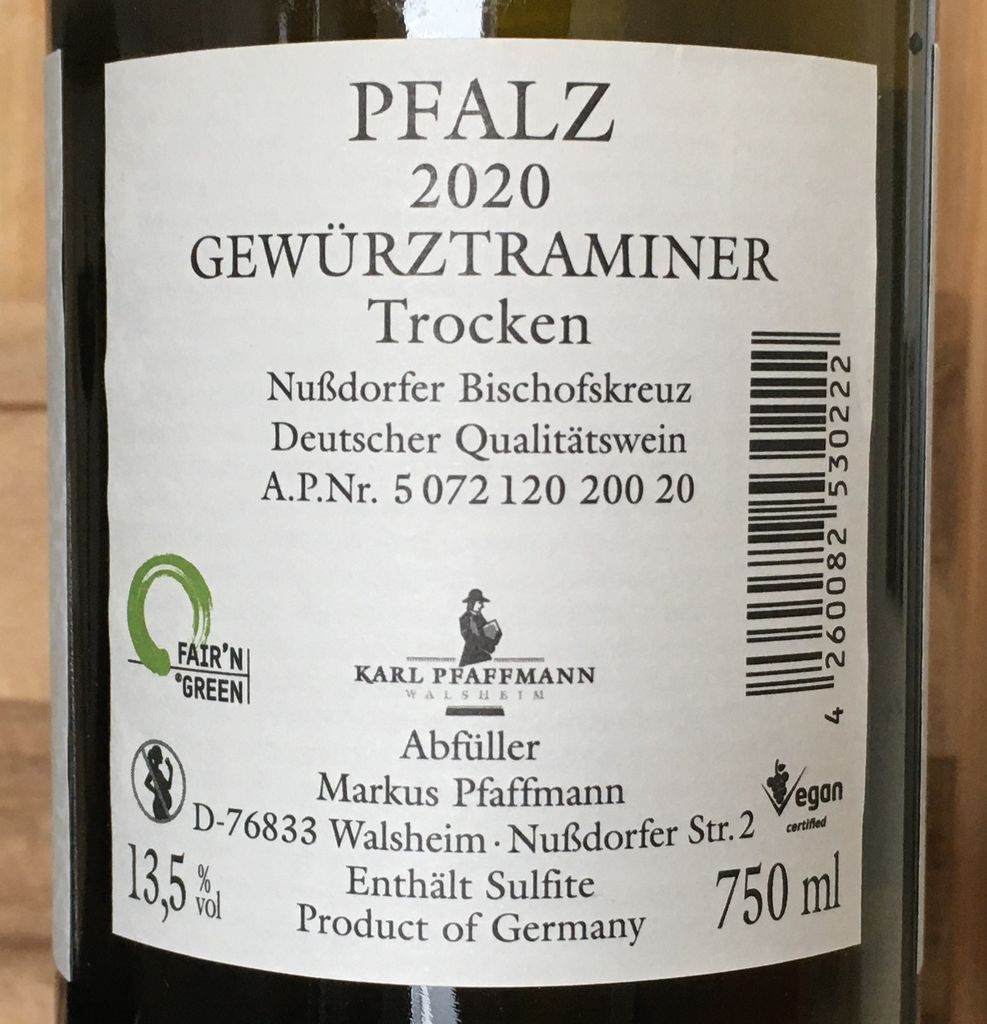 PFALZ
2020
GEWÜRZTRAMINER
Trocken
Nußdorfer Bischofskreuz
Deutscher Qualitätswein
A.P.Nr. 5 072 120 200 20
4 260082 530222
FAIR'N
GREEN
KARL PFAFFMANN
WALSHEIM
Abfüller
Markus Pfaffmann
D-76833 Walsheim · Nußdorfer Str. 2
Vegan
certified
13,5 % vol
Enthält Sulfite
750 ml
Product of Germany